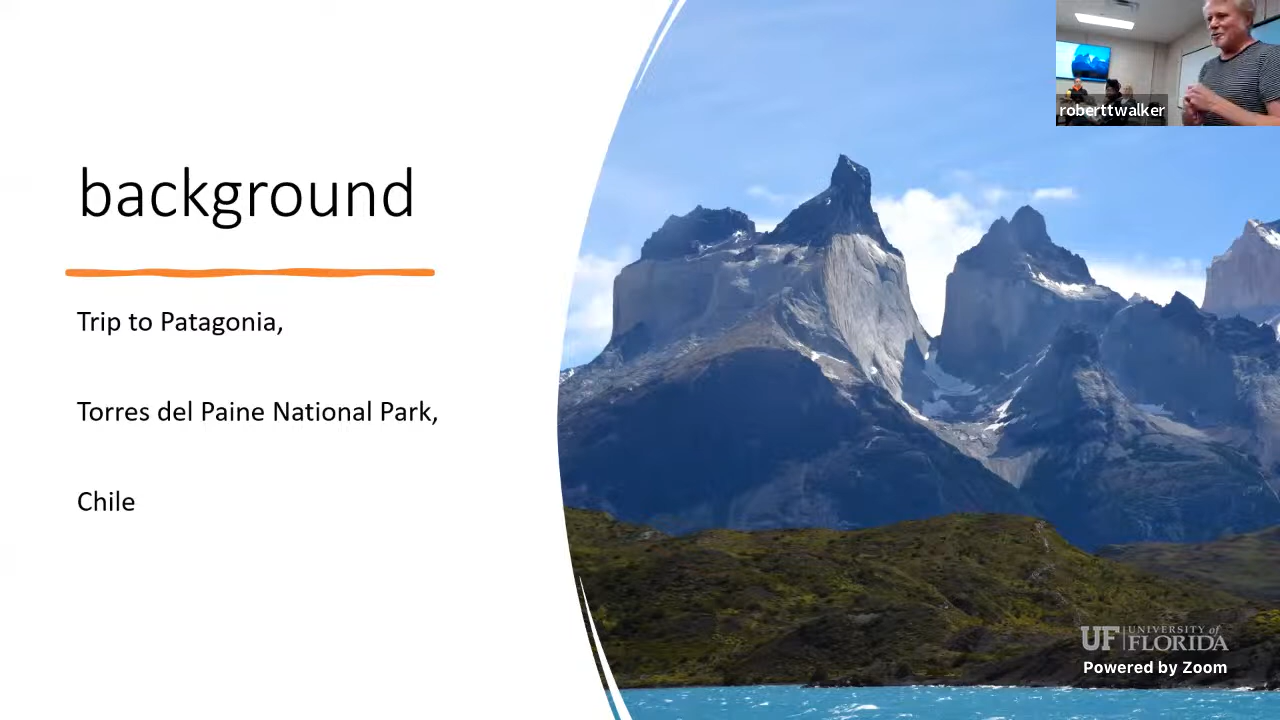 roberttwalker
background
Trip to Patagonia,
Torres del Paine National Park,
Chile
UF | UNIVERSITY of
FLORIDA
Powered by Zoom